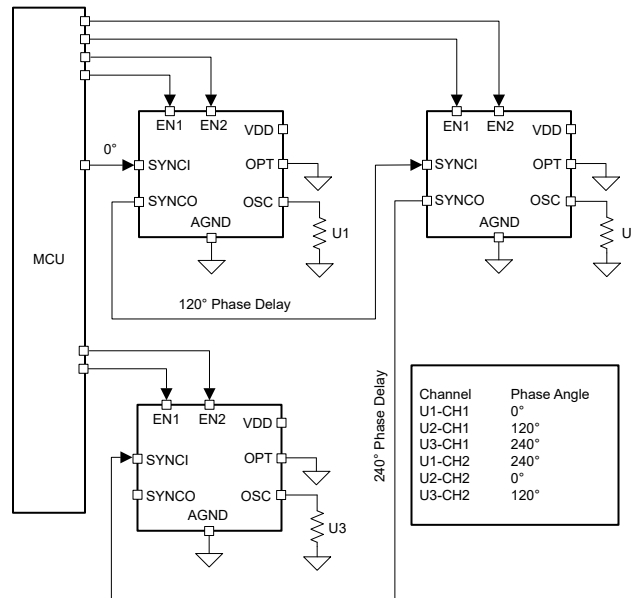 EN1 EN2
VDD
0°
SYNCI
OPT
SYNCO
OSC
AGND
U1
EN1 EN2
VDD
SYNCI
OPT
SYNCO
OSC
AGND
U
MCU
120° Phase Delay
240° Phase Delay
EN1 EN2
VDD
SYNCI
OPT
SYNCO
OSC
AGND
U3
Channel Phase Angle
U1-CH1 0°
U2-CH1 120°
U3-CH1 240°
U1-CH2 240°
U2-CH2 0°
U3-CH2 120°